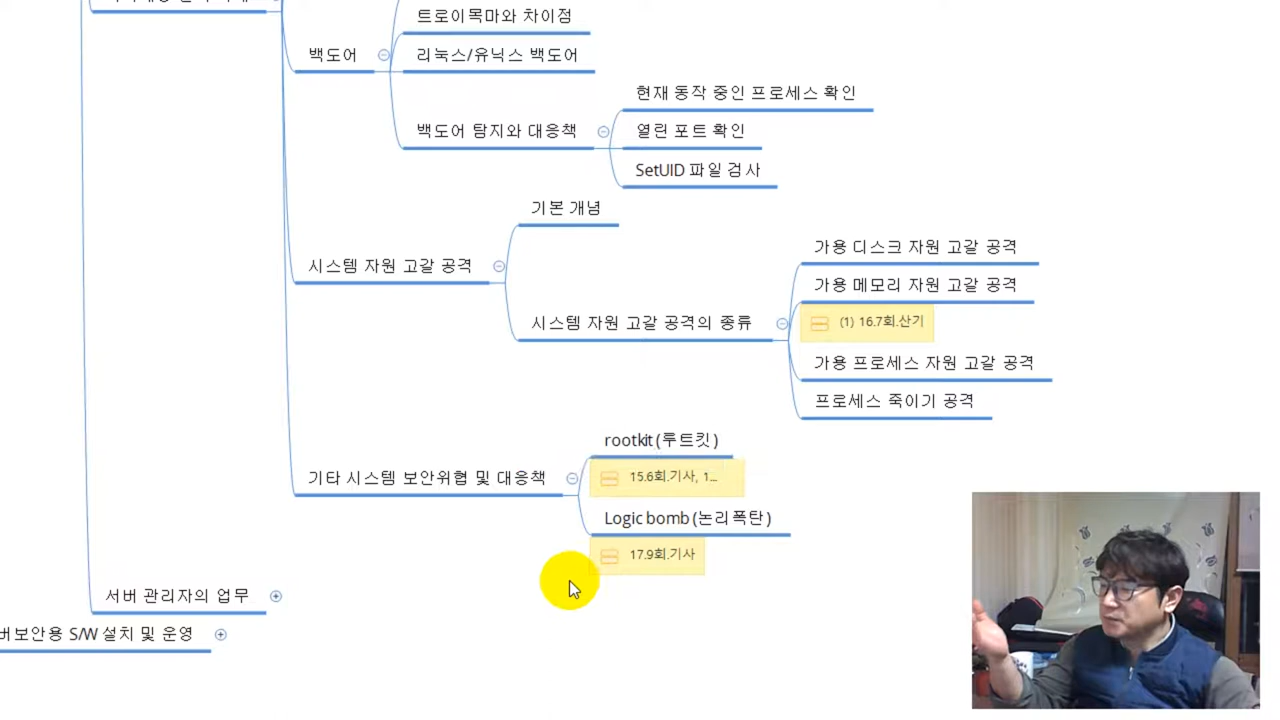 트로이목마와 차이점
백도어
리눅스/유닉스 백도어
현재 동작 중인 프로세스 확인
백도어 탐지와 대응책
열린 포트 확인
SetUID 파일 검사
기본 개념
시스템 자원 고갈 공격
가용 디스크 자원 고갈 공격
가용 메모리 자원 고갈 공격
(1) 16.7회.산기
시스템 자원 고갈 공격의 종류
가용 프로세스 자원 고갈 공격
프로세스 죽이기 공격
rootkit (루트킷)
15.6회.기사, 1...
기타 시스템 보안위협 및 대응책
Logic bomb (논리폭탄)
17.9회.기사
서버 관리자의 업무
버보안용 S/W 설치 및 운영